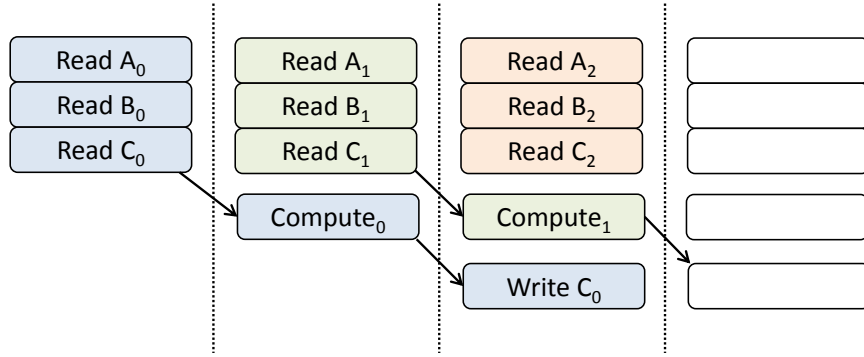 Read A₀
Read A₁
Read A₂
Read B₀
Read B₁
Read B₂
Read C₀
Read C₁
Read C₂
Compute₀
Compute₁
Write C₀